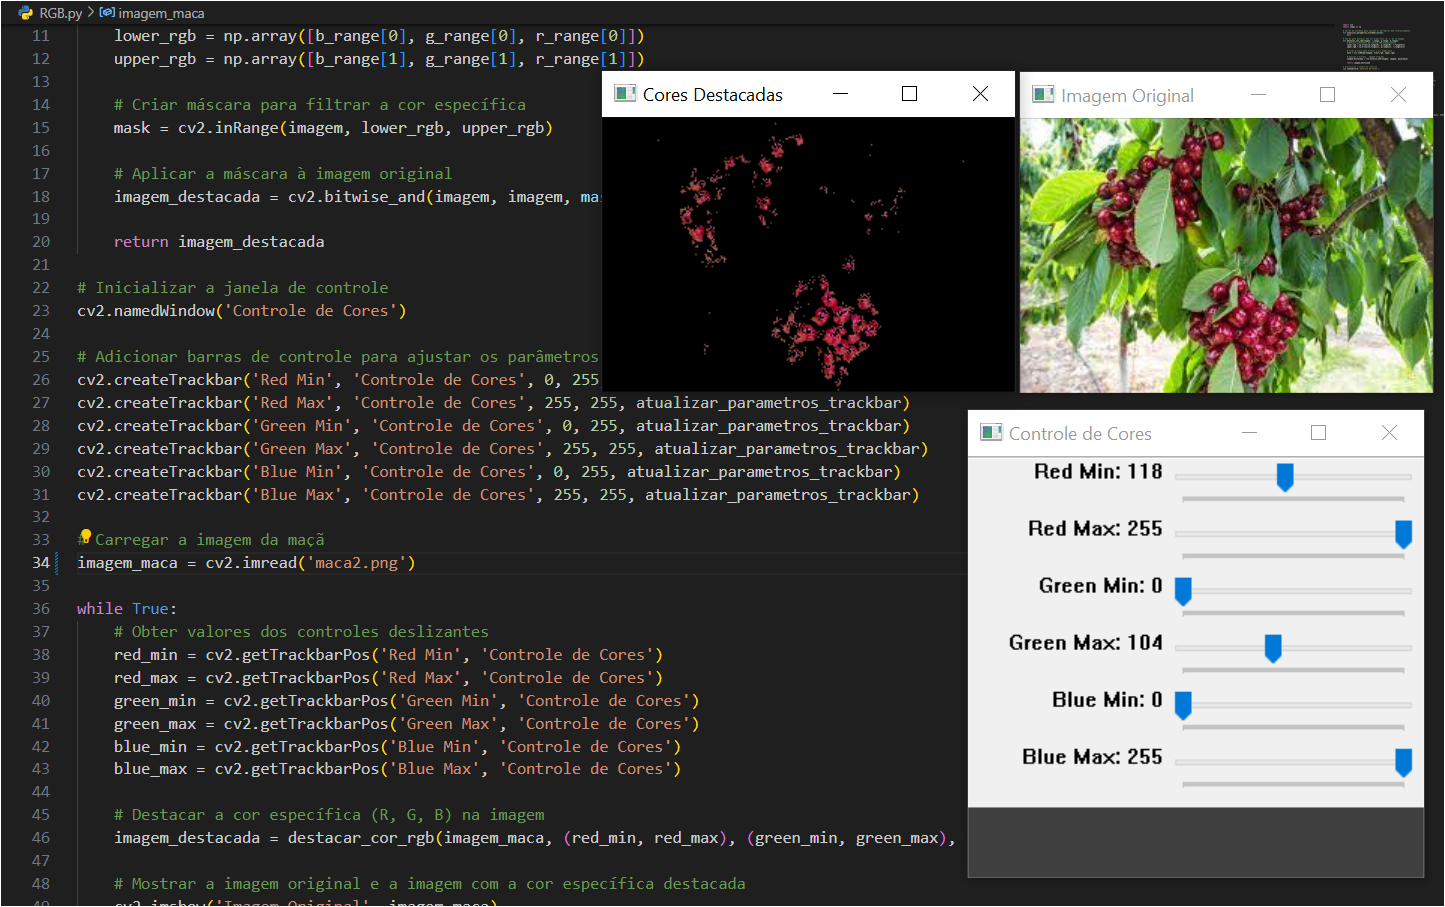 RGB.py > imagem_maca
11 lower_rgb = np.array([b_range[0], g_range[0], r_range[0]])
12 upper_rgb = np.array([b_range[1], g_range[1], r_range[1]])
13
14 # Criar máscara para filtrar a cor específica
15 mask = cv2.inRange(imagem, lower_rgb, upper_rgb)
16
17 # Aplicar a máscara à imagem original
18 imagem_destacada = cv2.bitwise_and(imagem, imagem, mas
19
20 return imagem_destacada
21
22 # Inicializar a janela de controle
23 cv2.namedWindow('Controle de Cores')
24
25 # Adicionar barras de controle para ajustar os parâmetros
26 cv2.createTrackbar('Red Min', 'Controle de Cores', 0, 255
27 cv2.createTrackbar('Red Max', 'Controle de Cores', 255, 255, atualizar_parametros_trackbar)
28 cv2.createTrackbar('Green Min', 'Controle de Cores', 0, 255, atualizar_parametros_trackbar)
29 cv2.createTrackbar('Green Max', 'Controle de Cores', 255, 255, atualizar_parametros_trackbar)
30 cv2.createTrackbar('Blue Min', 'Controle de Cores', 0, 255, atualizar_parametros_trackbar)
31 cv2.createTrackbar('Blue Max', 'Controle de Cores', 255, 255, atualizar_parametros_trackbar)
32
33 # Carregar a imagem da maçã
34 imagem_maca = cv2.imread('maca2.png')
35
36 while True:
37 # Obter valores dos controles deslizantes
38 red_min = cv2.getTrackbarPos('Red Min', 'Controle de Cores')
39 red_max = cv2.getTrackbarPos('Red Max', 'Controle de Cores')
40 green_min = cv2.getTrackbarPos('Green Min', 'Controle de Cores')
41 green_max = cv2.getTrackbarPos('Green Max', 'Controle de Cores')
42 blue_min = cv2.getTrackbarPos('Blue Min', 'Controle de Cores')
43 blue_max = cv2.getTrackbarPos('Blue Max', 'Controle de Cores')
44
45 # Destacar a cor específica (R, G, B) na imagem
46 imagem_destacada = destacar_cor_rgb(imagem_maca, (red_min, red_max), (green_min, green_max),
47
48 # Mostrar a imagem original e a imagem com a cor específica destacada
49 cv2.imshow('Imagem Original', imagem_maca)
Cores Destacadas
Imagem Original
Controle de Cores
Red Min: 118
Red Max: 255
Green Min: 0
Green Max: 104
Blue Min: 0
Blue Max: 255